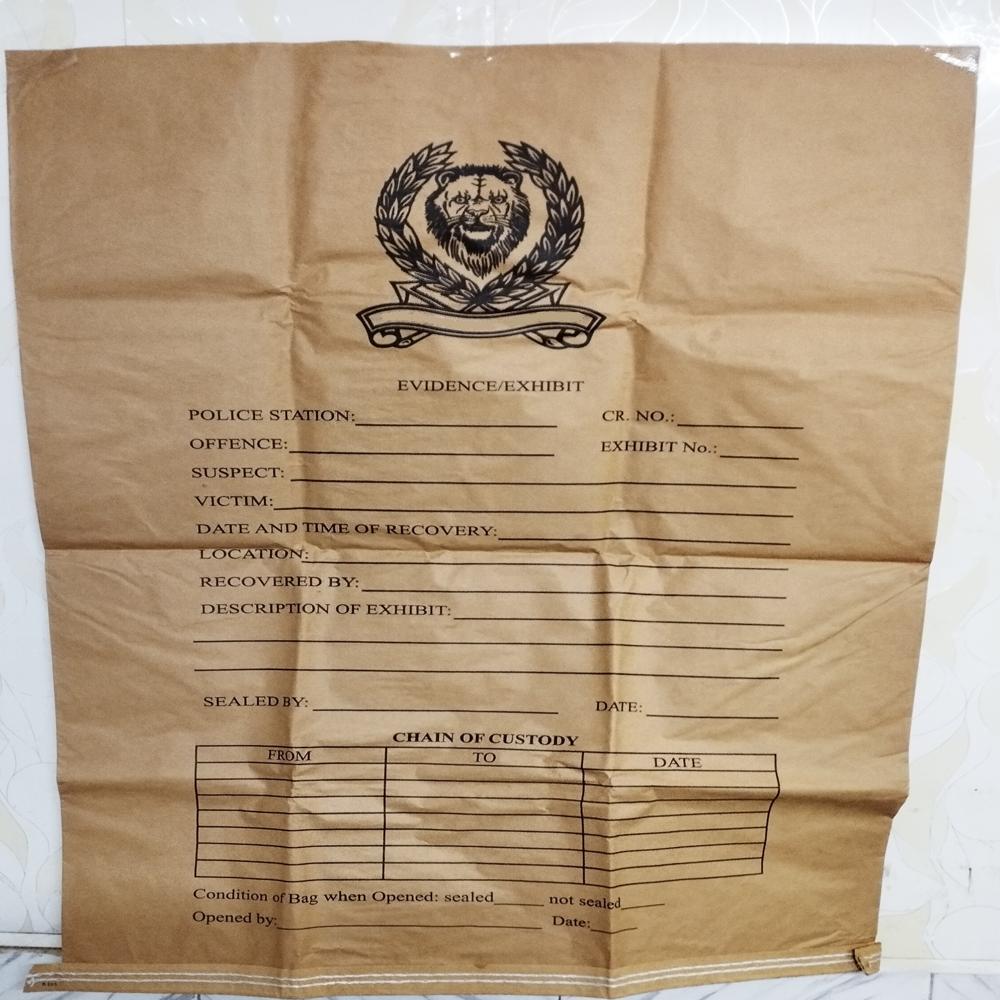 EVIDENCE/EXHIBIT
POLICE STATION: CR. NO.:
OFFENCE: EXHIBIT No.:
SUSPECT:
VICTIM:
DATE AND TIME OF RECOVERY:
LOCATION:
RECOVERED BY:
DESCRIPTION OF EXHIBIT:
SEALED BY: DATE:
CHAIN OF CUSTODY
FROM TO DATE
Condition of Bag when Opened: sealed not sealed
Opened by: Date: